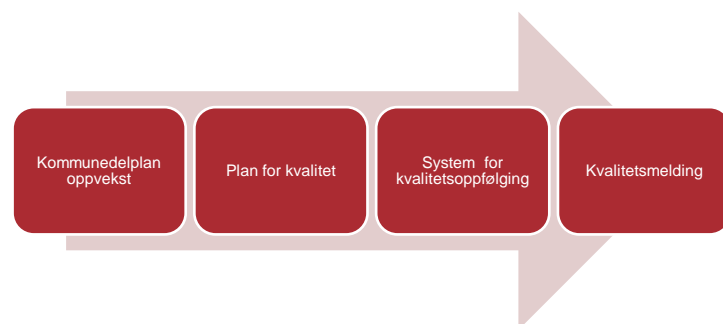 Kommunedelplan
oppvekst
Plan for kvalitet
System for
kvalitetsoppfølging
Kvalitetsmelding